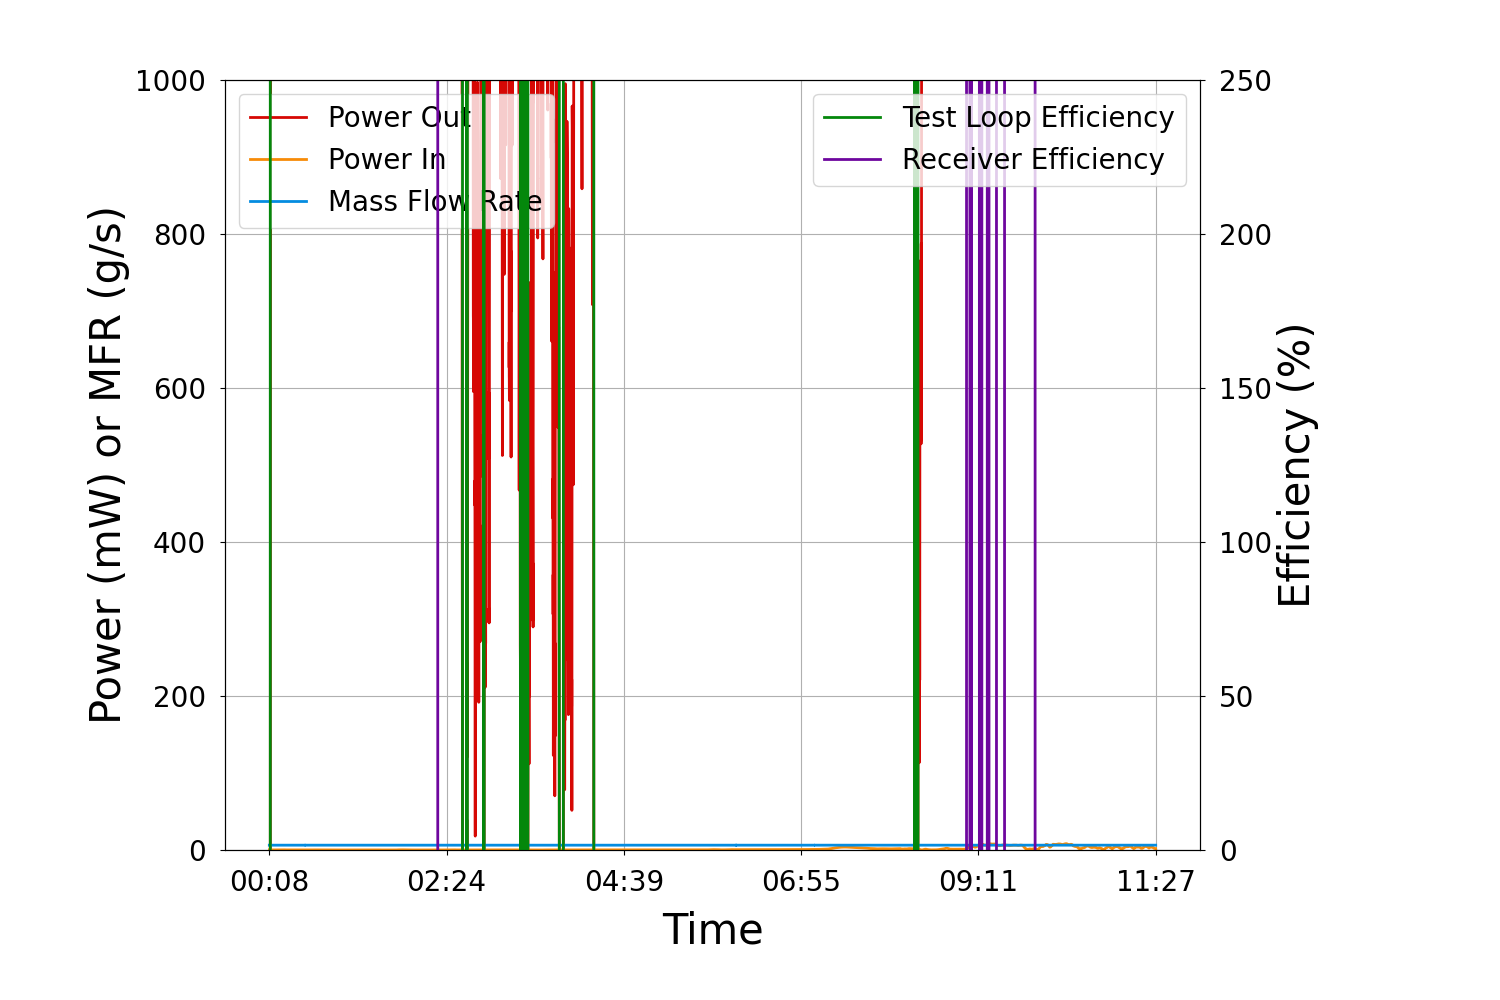 1000
800
600
400
200
0
Power (mW) or MFR (g/s)
Power Out
Power In
Mass Flow Rate
Test Loop Efficiency
Receiver Efficiency
250
200
150
100
50
0
Efficiency (%)
00:08 02:24 04:39 06:55 09:11 11:27
Time